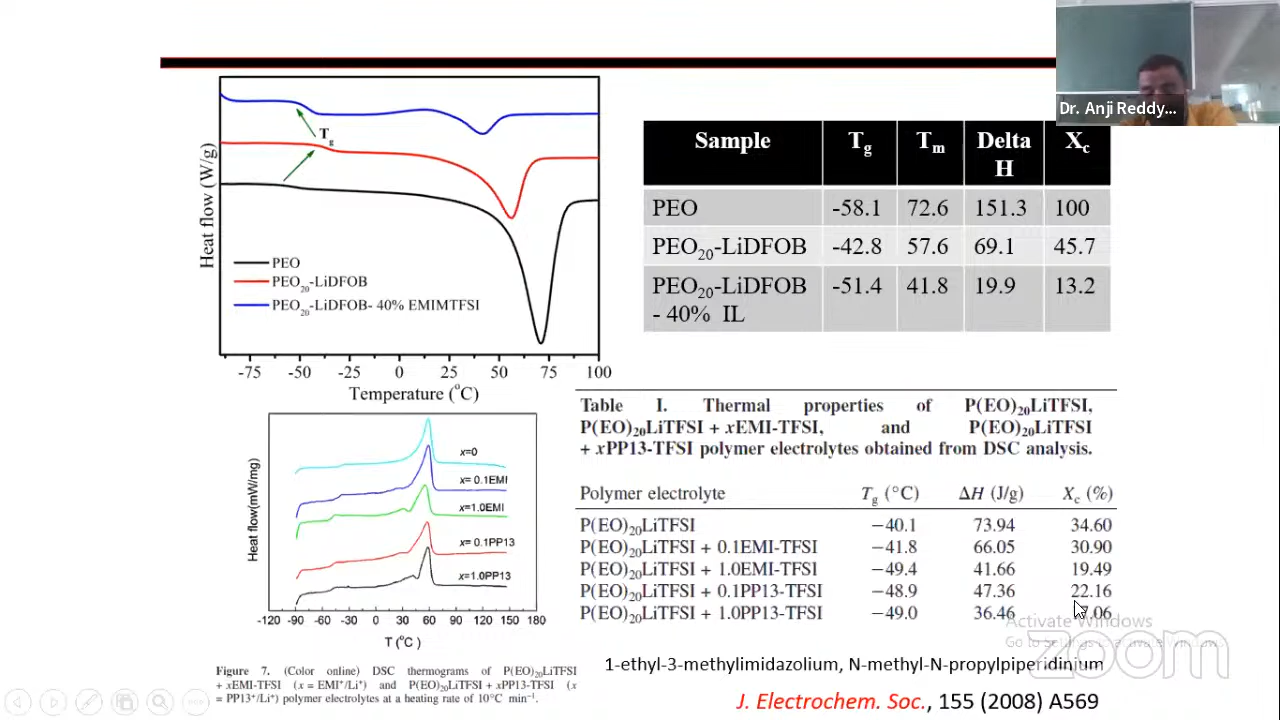 Dr. Anji Reddy...
Heat flow (W/g)
T
g
PEO
PEO20-LiDFOB
PEO20-LiDFOB- 40% EMIMTFSI
-75 -50 -25 0 25 50 75 100
Temperature (°C)
Sample Tg Tm Delta H Xc
PEO -58.1 72.6 151.3 100
PEO20-LiDFOB -42.8 57.6 69.1 45.7
PEO20-LiDFOB -51.4 41.8 19.9 13.2
- 40% IL
Heat flow(mW/mg)
x=0
x= 0.1EMI
x=1.0EMI
x= 0.1PP13
x=1.0PP13
-120 -90 -60 -30 0 30 60 90 120 150 180
T (°C)
Figure 7. (Color online) DSC thermograms of P(EO)20LiTFSI
+ xEMI-TFSI (x = EMI+/Li+) and P(EO)20LiTFSI + xPP13-TFSI (x
= PP13+/Li+) polymer electrolytes at a heating rate of 10°C min−1.
Table I. Thermal properties of P(EO)20LiTFSI,
P(EO)20LiTFSI + xEMI-TFSI, and P(EO)20LiTFSI
+ xPP13-TFSI polymer electrolytes obtained from DSC analysis.
Polymer electrolyte Tg (°C) ΔH (J/g) Xc (%)
P(EO)20LiTFSI −40.1 73.94 34.60
P(EO)20LiTFSI + 0.1EMI-TFSI −41.8 66.05 30.90
P(EO)20LiTFSI + 1.0EMI-TFSI −49.4 41.66 19.49
P(EO)20LiTFSI + 0.1PP13-TFSI −48.9 47.36 22.16
P(EO)20LiTFSI + 1.0PP13-TFSI −49.0 36.46
Activate Windows
Go to Settings to activate Windows.
zoom
1-ethyl-3-methylimidazolium, N-methyl-N-propylpiperidinium
J. Electrochem. Soc., 155 (2008) A569